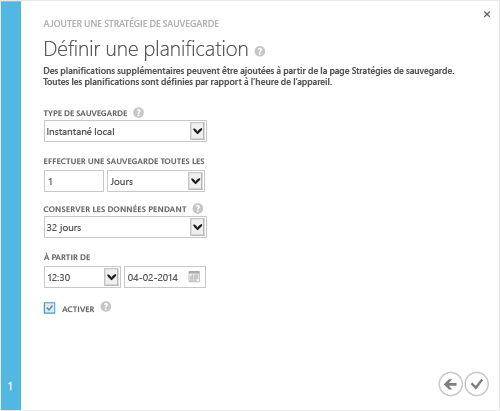 AJOUTER UNE STRATÉGIE DE SAUVEGARDE
Définir une planification ?
Des planifications supplémentaires peuvent être ajoutées à partir de la page Stratégies de sauvegarde.
Toutes les planifications sont définies par rapport à l'heure de l'appareil.
TYPE DE SAUVEGARDE ?
Instantané local
EFFECTUER UNE SAUVEGARDE TOUTES LES
1 Jours
CONSERVER LES DONNÉES PENDANT ?
32 jours
À PARTIR DE
12:30 04-02-2014
ACTIVER ?
1